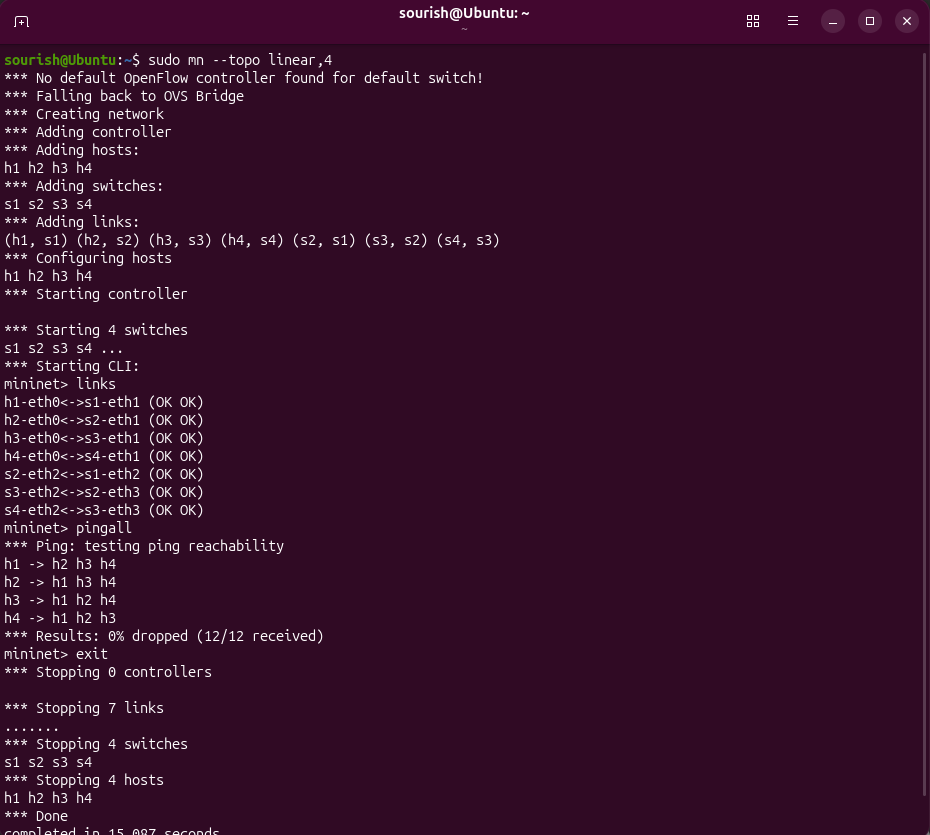 sourish@Ubuntu: ~
~
sourish@Ubuntu:~$ sudo mn --topo linear,4
*** No default OpenFlow controller found for default switch!
*** Falling back to OVS Bridge
*** Creating network
*** Adding controller
*** Adding hosts:
h1 h2 h3 h4
*** Adding switches:
s1 s2 s3 s4
*** Adding links:
(h1, s1) (h2, s2) (h3, s3) (h4, s4) (s2, s1) (s3, s2) (s4, s3)
*** Configuring hosts
h1 h2 h3 h4
*** Starting controller

*** Starting 4 switches
s1 s2 s3 s4 ...
*** Starting CLI:
mininet> links
h1-eth0<->s1-eth1 (OK OK)
h2-eth0<->s2-eth1 (OK OK)
h3-eth0<->s3-eth1 (OK OK)
h4-eth0<->s4-eth1 (OK OK)
s2-eth2<->s1-eth2 (OK OK)
s3-eth2<->s2-eth3 (OK OK)
s4-eth2<->s3-eth3 (OK OK)
mininet> pingall
*** Ping: testing ping reachability
h1 -> h2 h3 h4
h2 -> h1 h3 h4
h3 -> h1 h2 h4
h4 -> h1 h2 h3
*** Results: 0% dropped (12/12 received)
mininet> exit
*** Stopping 0 controllers

*** Stopping 7 links
.......
*** Stopping 4 switches
s1 s2 s3 s4
*** Stopping 4 hosts
h1 h2 h3 h4
*** Done
completed in 15.087 seconds